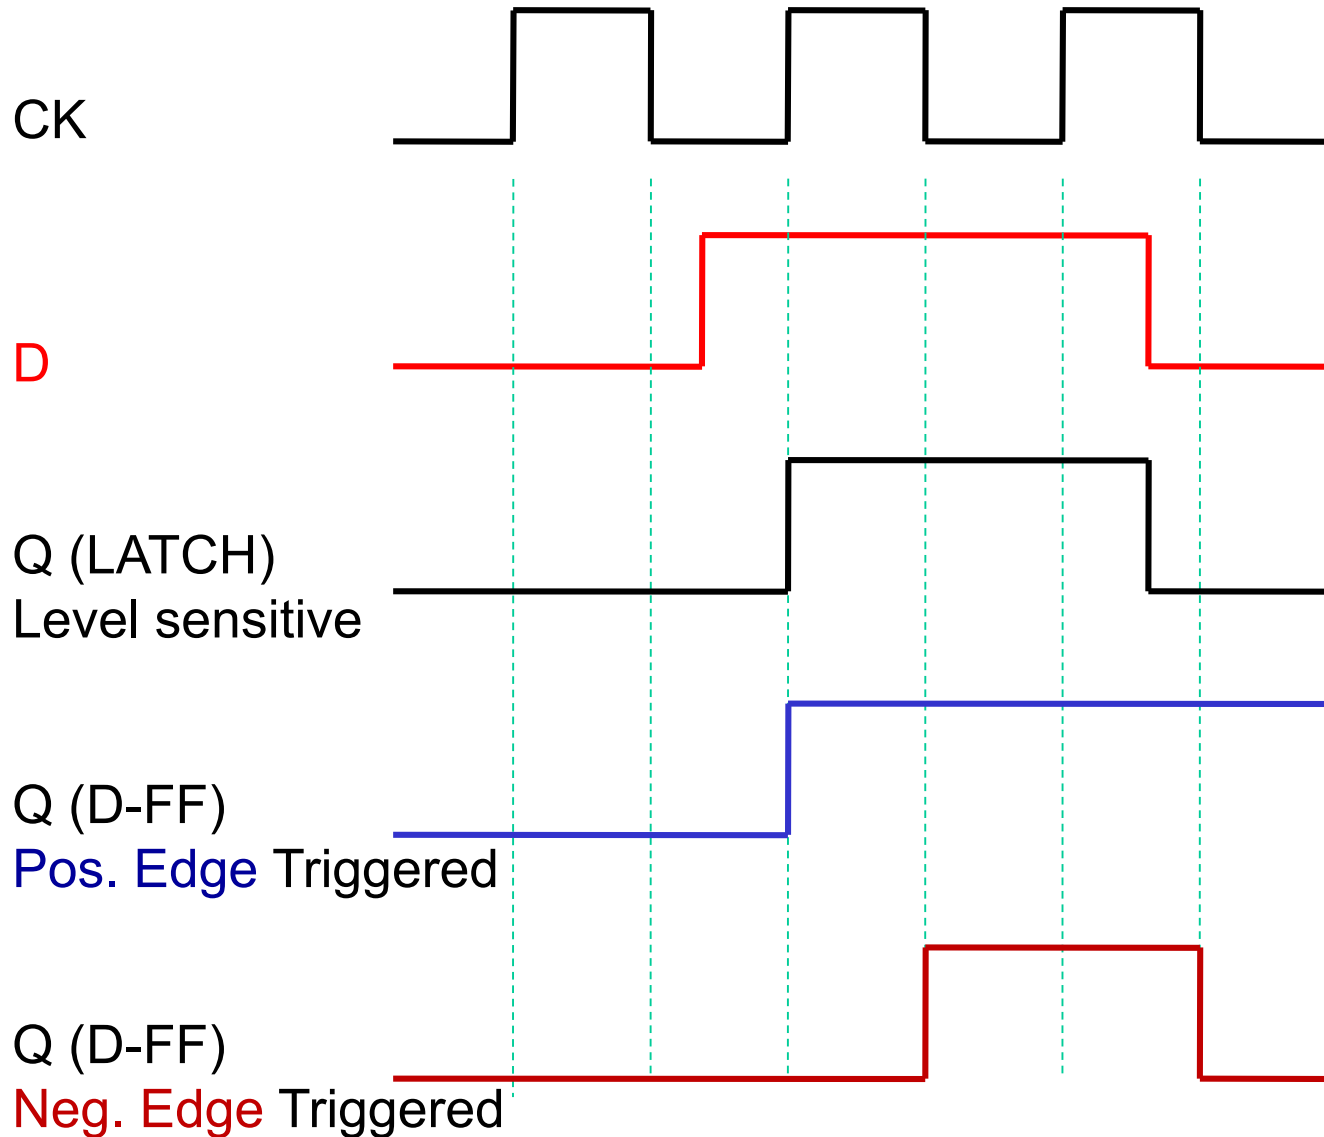 CK
D
Q (LATCH)
Level sensitive
Q (D-FF)
Pos. Edge Triggered
Q (D-FF)
Neg. Edge Triggered